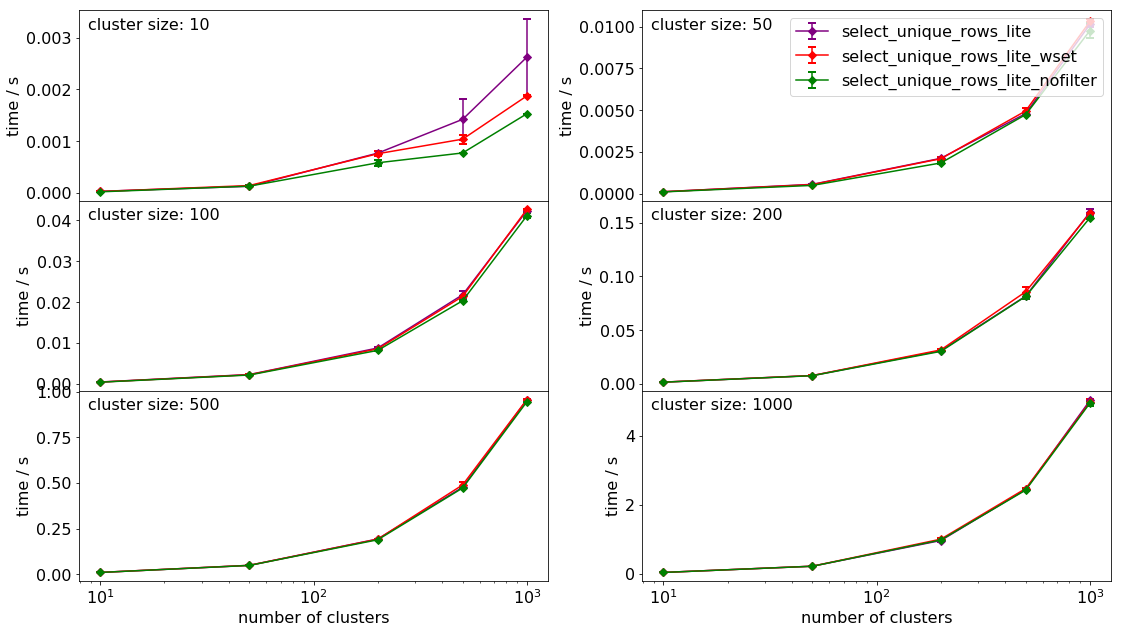 cluster size: 10
time / s
0.003
0.002
0.001
0.000
cluster size: 50
time / s
0.0100
0.0075
0.0050
0.0025
0.0000
select_unique_rows_lite
select_unique_rows_lite_wset
select_unique_rows_lite_nofilter
cluster size: 100
time / s
0.04
0.03
0.02
0.01
0.00
cluster size: 200
time / s
0.15
0.10
0.05
0.00
cluster size: 500
time / s
1.00
0.75
0.50
0.25
0.00
10¹
10²
10³
number of clusters
cluster size: 1000
time / s
4
2
0
10¹
10²
10³
number of clusters